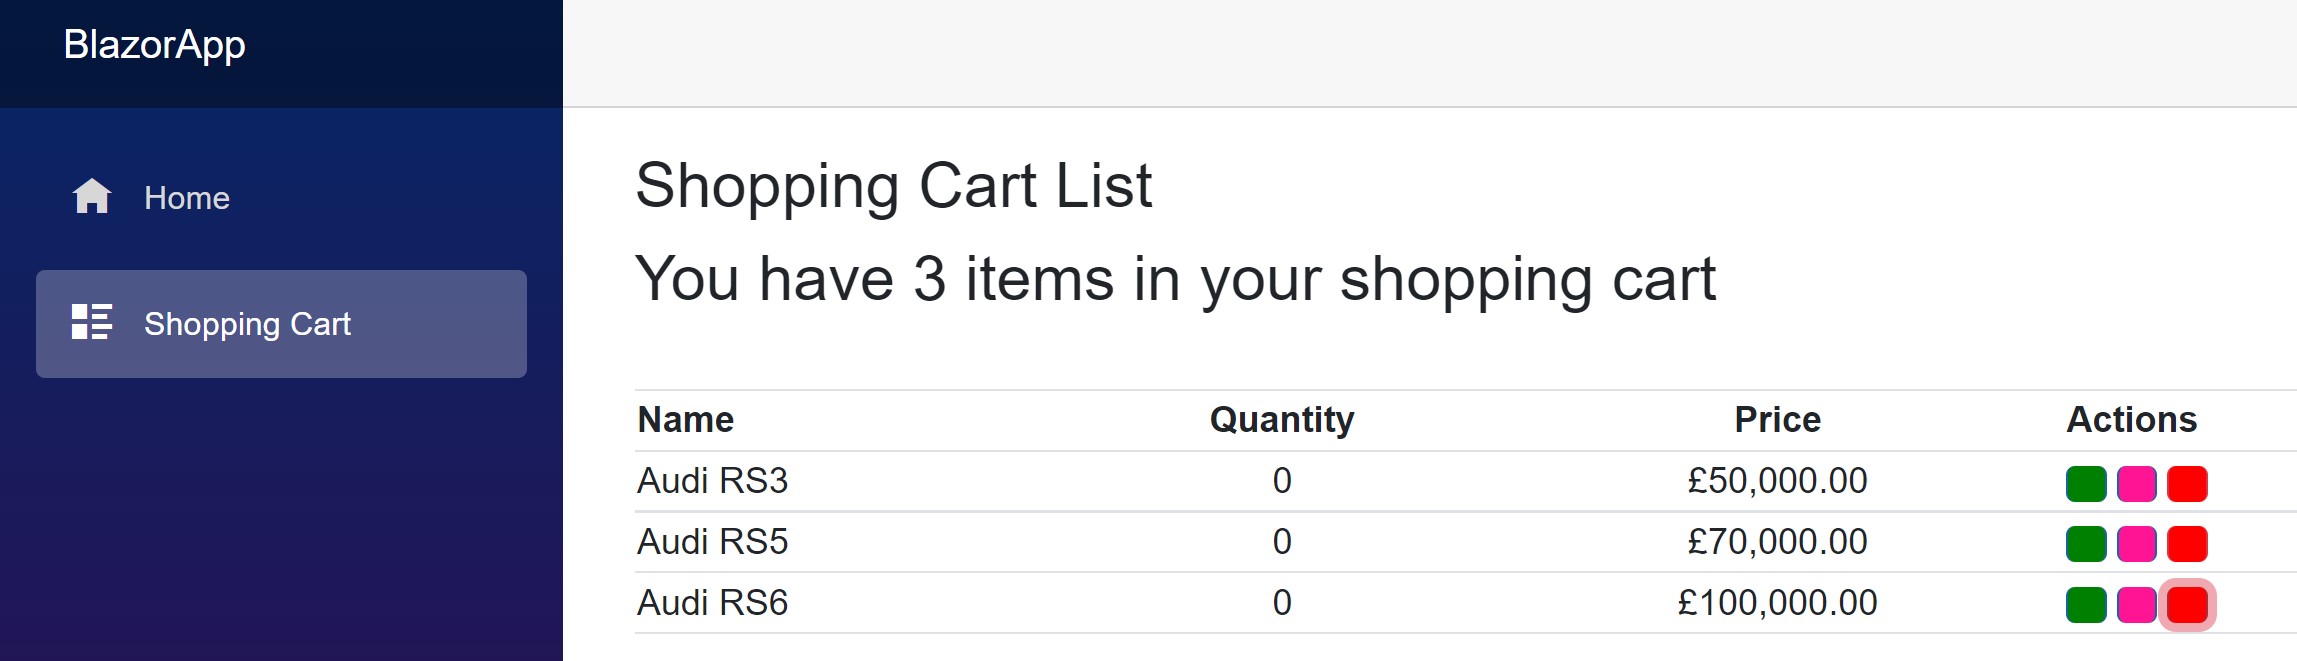 BlazorApp
Home
Shopping Cart
Shopping Cart List
You have 3 items in your shopping cart
Name Quantity Price Actions
Audi RS3 0 £50,000.00
Audi RS5 0 £70,000.00
Audi RS6 0 £100,000.00